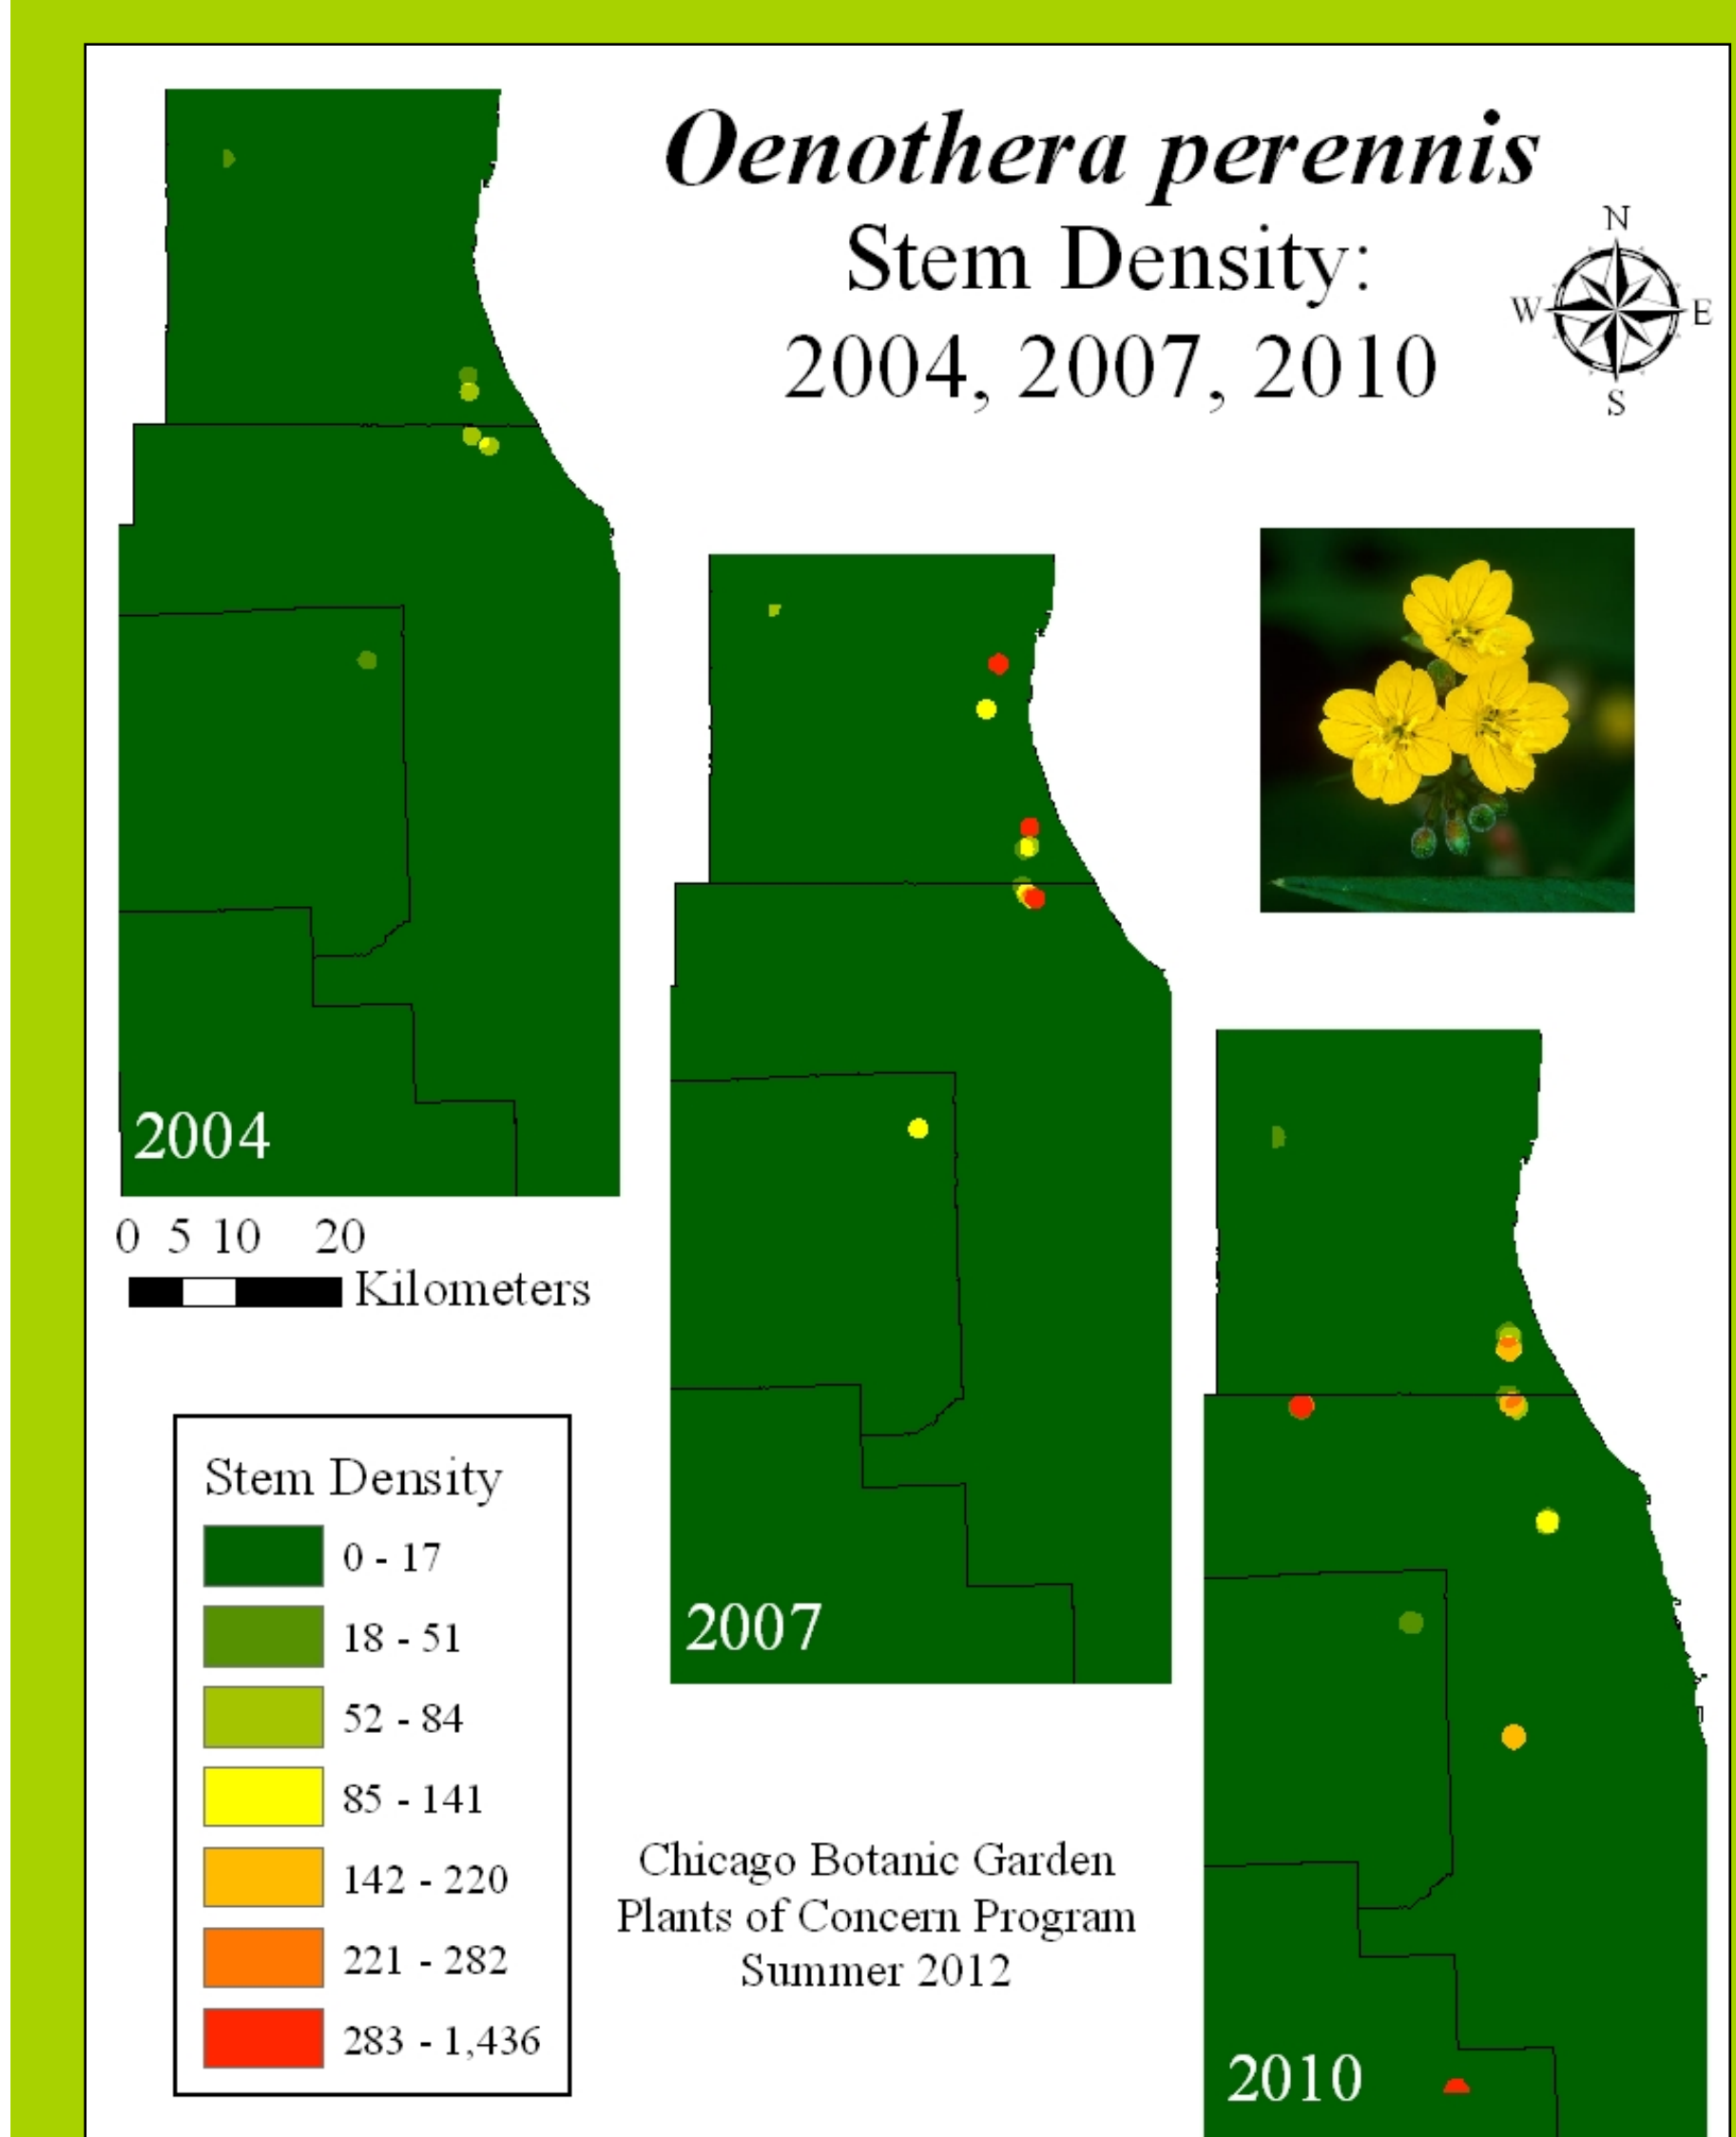 Oenothera perennis
Stem Density:
2004, 2007, 2010
N
W E
S
2004
0 5 10 20
Kilometers
2007
2010
Stem Density
0 - 17
18 - 51
52 - 84
85 - 141
142 - 220
221 - 282
283 - 1,436
Chicago Botanic Garden
Plants of Concern Program
Summer 2012